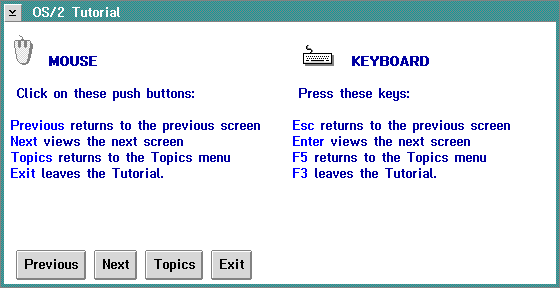 OS/2 Tutorial
MOUSE
Click on these push buttons:
Previous returns to the previous screen
Next views the next screen
Topics returns to the Topics menu
Exit leaves the Tutorial.
KEYBOARD
Press these keys:
Esc returns to the previous screen
Enter views the next screen
F5 returns to the Topics menu
F3 leaves the Tutorial.
Previous Next Topics Exit